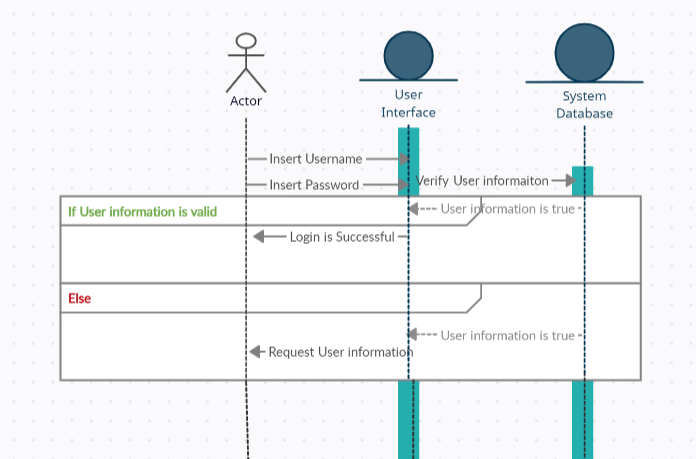 Actor
User
Interface
System
Database
Insert Username
Insert Password
Verify User informaiton
If User information is valid
User information is true
Login is Successful
Else
User information is true
Request User information